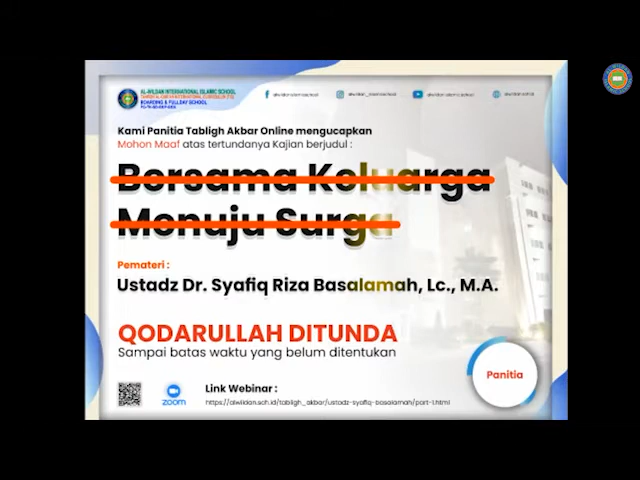 AL-WILDAN INTERNATIONAL ISLAMIC SCHOOL
BOARDING & FULLDAY SCHOOL
Kami Panitia Tabligh Akbar Online mengucapkan
Mohon Maaf atas tertundanya Kajian berjudul :
Bersama Keluarga
Menuju Surga
Pemateri :
Ustadz Dr. Syafiq Riza Basalamah, Lc., M.A.
QODARULLAH DITUNDA
Sampai batas waktu yang belum ditentukan
Panitia
Link Webinar :
zoom
https://alwildan.sch.id/tabligh_akbar/ustadz-syafiq-basalamah/part-1.html